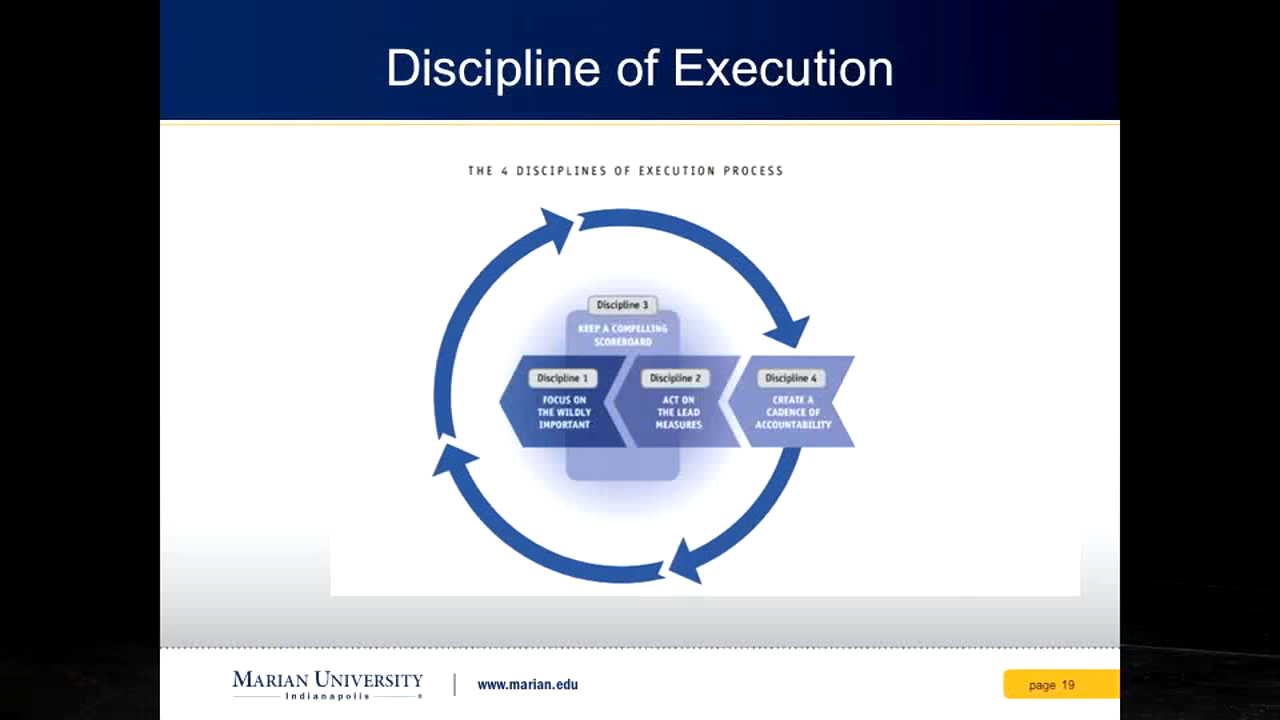 Discipline of Execution
THE 4 DISCIPLINES OF EXECUTION PROCESS
Discipline 3
KEEP A COMPELLING
SCOREBOARD
Discipline 1
FOCUS ON
THE WILDLY
IMPORTANT
Discipline 2
ACT ON
THE LEAD
MEASURES
Discipline 4
CREATE A
CADENCE OF
ACCOUNTABILITY
MARIAN UNIVERSITY
Indianapolis ®
www.marian.edu
page 19